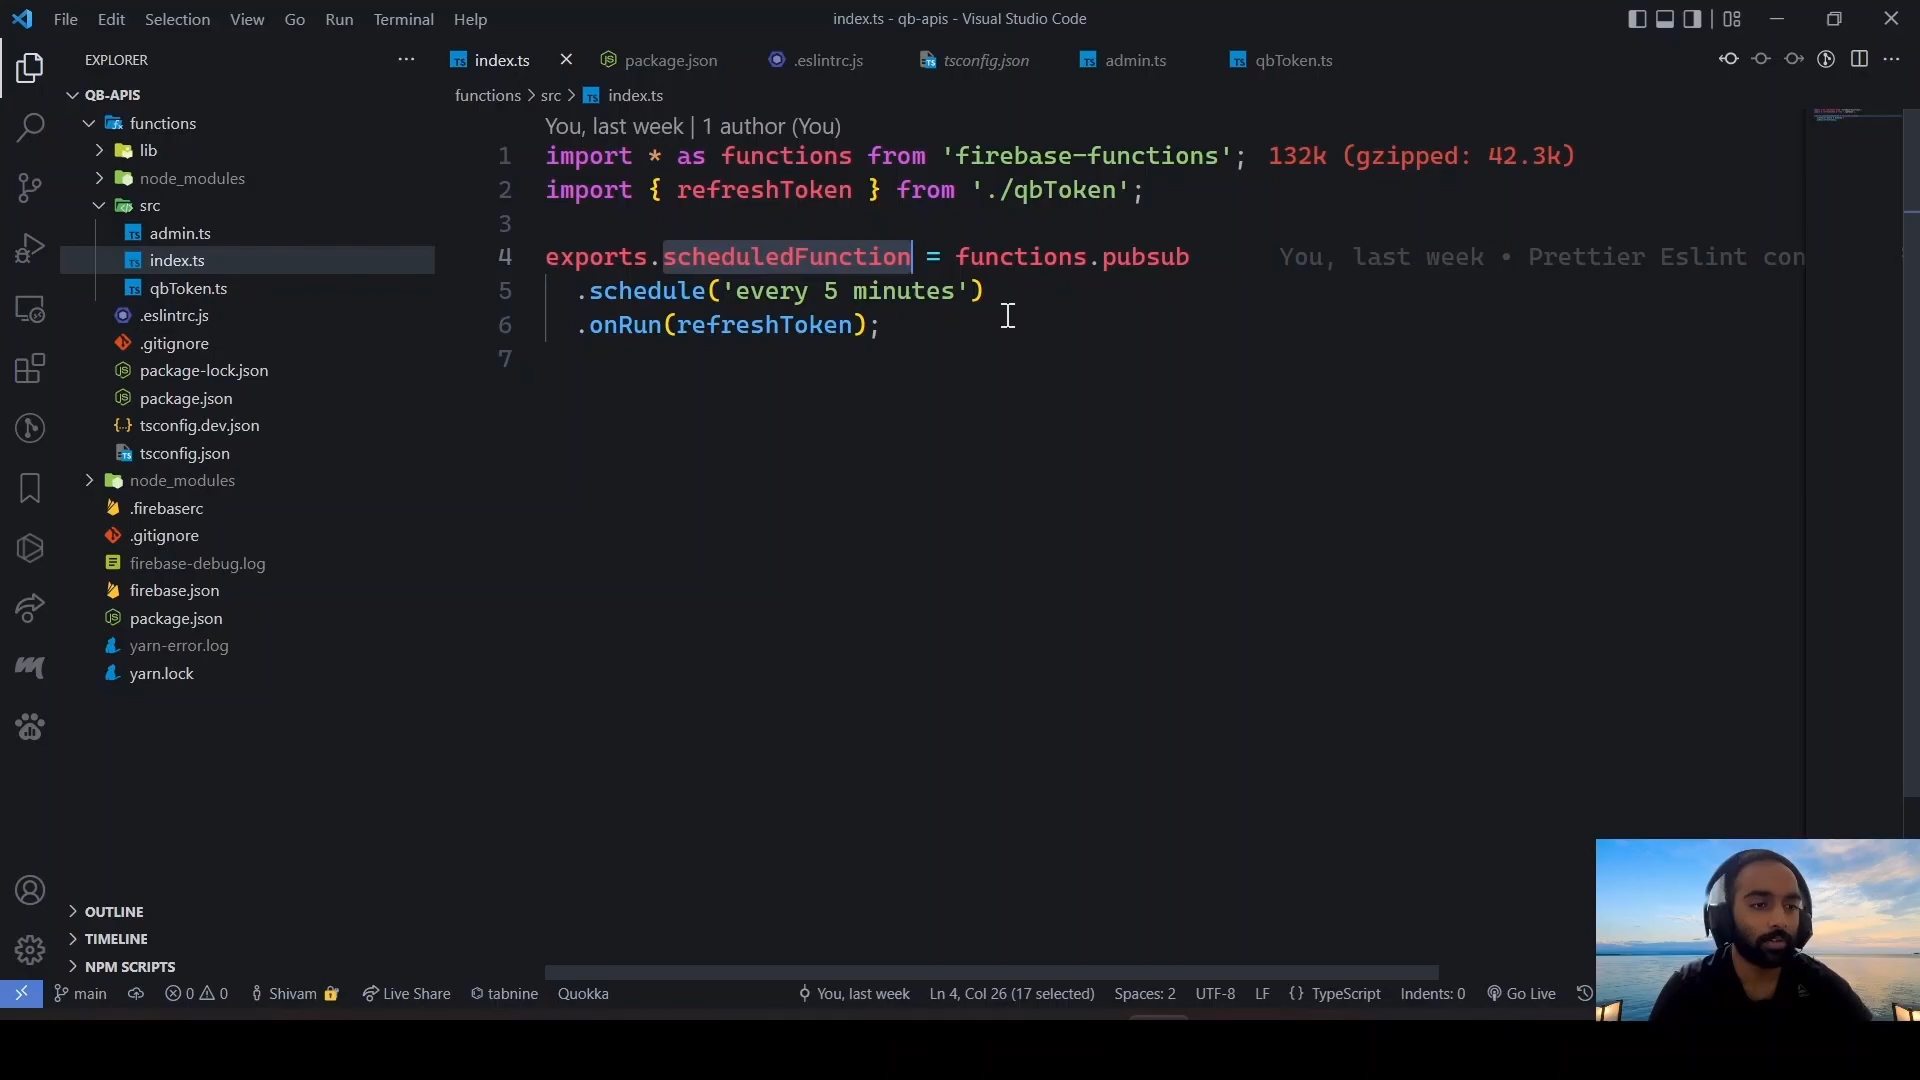 File Edit Selection View Go Run Terminal Help
index.ts - qb-apis - Visual Studio Code
EXPLORER
QB-APIS
functions
lib
node_modules
src
admin.ts
index.ts
qbToken.ts
.eslintrc.js
.gitignore
package-lock.json
package.json
tsconfig.dev.json
tsconfig.json
node_modules
.firebaserc
.gitignore
firebase-debug.log
firebase.json
package.json
yarn-error.log
yarn.lock
OUTLINE
TIMELINE
NPM SCRIPTS
index.ts package.json .eslintrc.js tsconfig.json admin.ts qbToken.ts
functions > src > index.ts
You, last week | 1 author (You)
1 import * as functions from 'firebase-functions'; 132k (gzipped: 42.3k)
2 import { refreshToken } from './qbToken';
3
4 exports.scheduledFunction = functions.pubsub You, last week • Prettier Eslint con
5 .schedule('every 5 minutes')
6 .onRun(refreshToken);
7
main 0 0 Shivam Live Share tabnine Quokka You, last week Ln 4, Col 26 (17 selected) Spaces: 2 UTF-8 LF {} TypeScript Indents: 0 Go Live